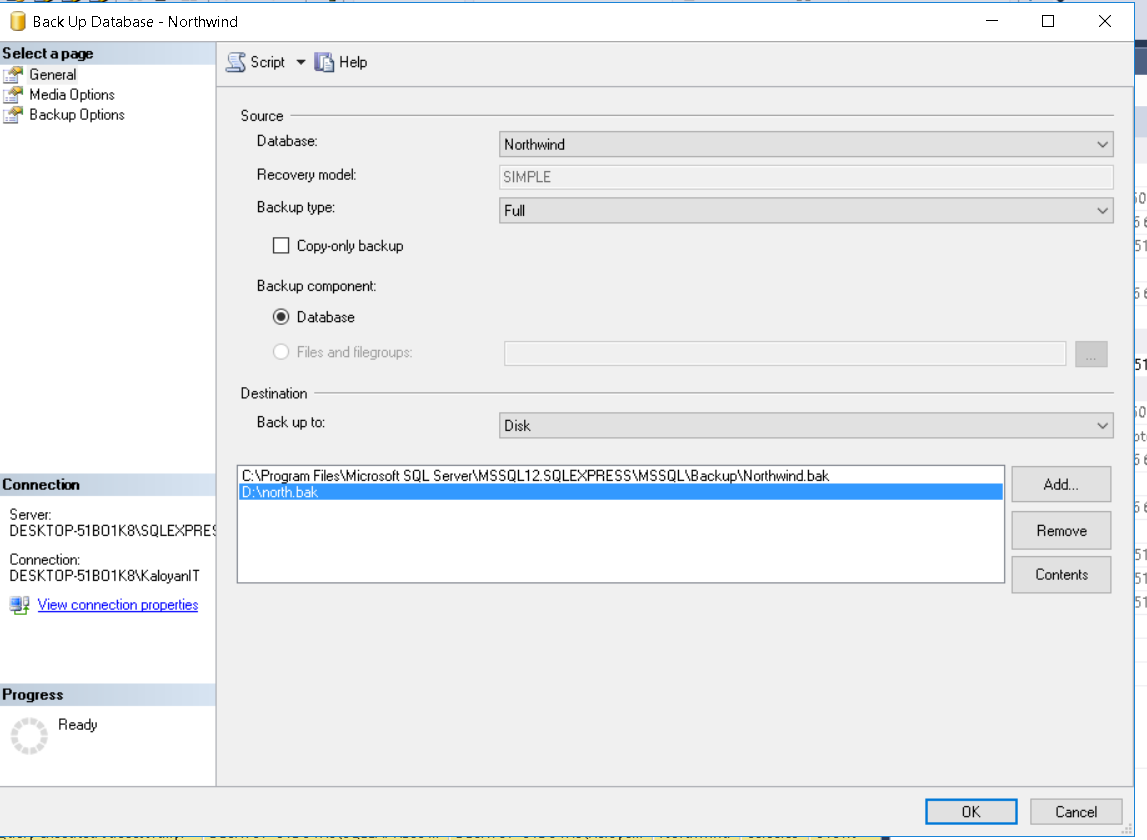 Back Up Database - Northwind
Select a page
General
Media Options
Backup Options
Script
Help
Source
Database:
Northwind
Recovery model:
SIMPLE
Backup type:
Full
Copy-only backup
Backup component:
Database
Files and filegroups:
...
Destination
Back up to:
Disk
C:\Program Files\Microsoft SQL Server\MSSQL12.SQLEXPRESS\MSSQL\Backup\Northwind.bak
D:\north.bak
Add...
Remove
Contents
Connection
Server:
DESKTOP-51BO1K8\SQLEXPRES
Connection:
DESKTOP-51BO1K8\KaloyanIT
View connection properties
Progress
Ready
OK
Cancel